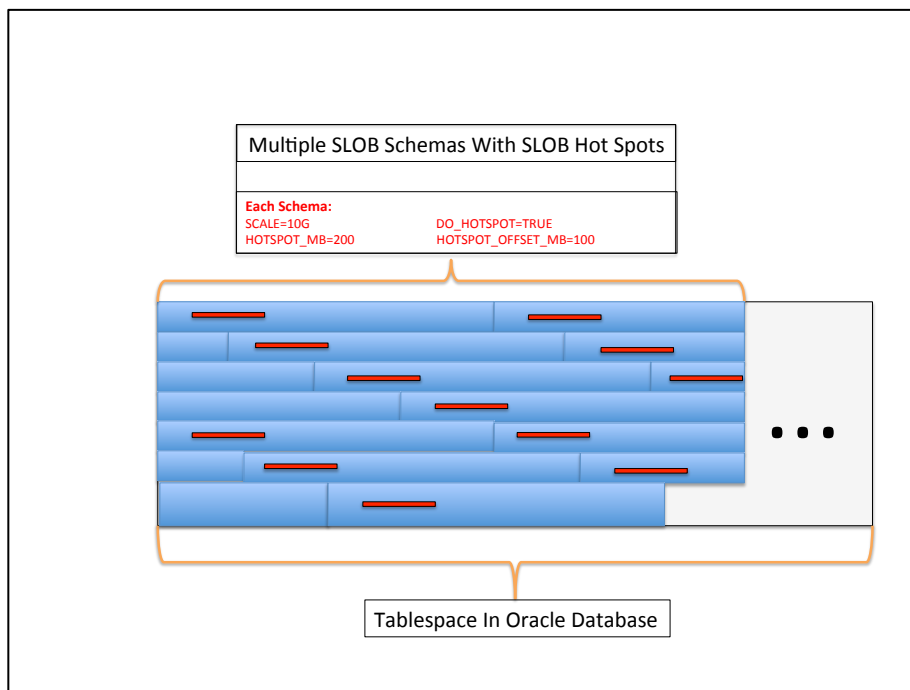 Multiple SLOB Schemas With SLOB Hot Spots
Each Schema:
SCALE=10G DO_HOTSPOT=TRUE
HOTSPOT_MB=200 HOTSPOT_OFFSET_MB=100
Tablespace In Oracle Database